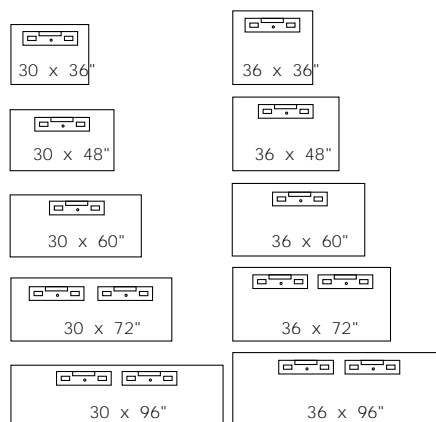 30 x 36"
36 x 36"
30 x 48"
36 x 48"
30 x 60"
36 x 60"
30 x 72"
36 x 72"
30 x 96"
36 x 96"